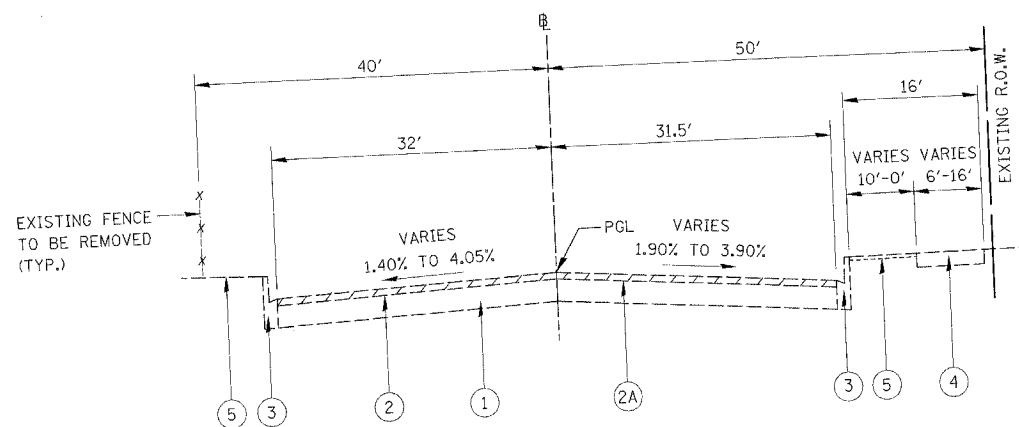 ℄
50'
40'
16'
31.5'
32'
EXISTING R.O.W.
VARIES VARIES
10'-0' 6'-16'
EXISTING FENCE
TO BE REMOVED
(TYP.)
X
X
X
VARIES
1.40% TO 4.05%
PGL
VARIES
1.90% TO 3.90%
5
3
2
1
2A
3
5
4